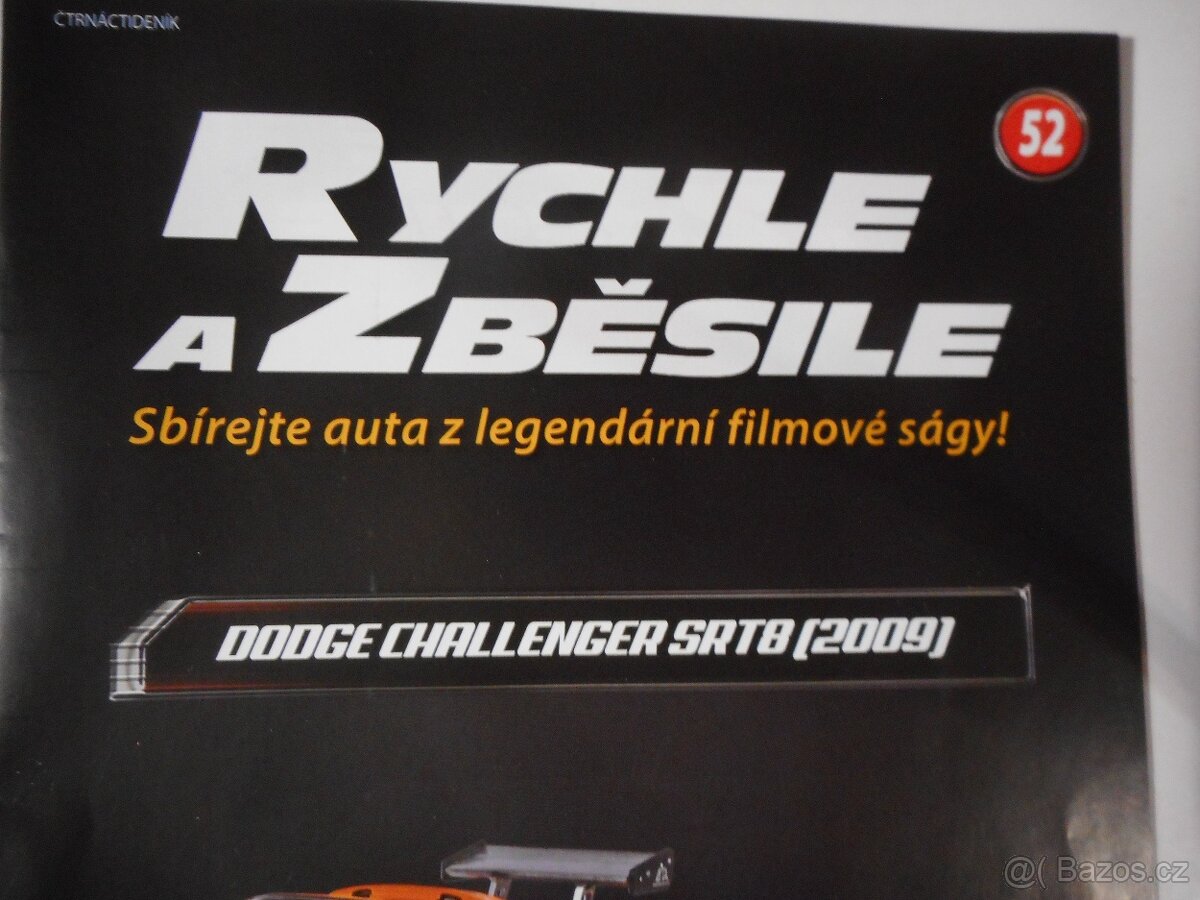 ČTRNÁCTIDENÍK
52
RYCHLE
A ZBĚSILE
Sbírejte auta z legendární filmové ságy!
DODGE CHALLENGER SRT8 (2009)
@( Bazos.cz